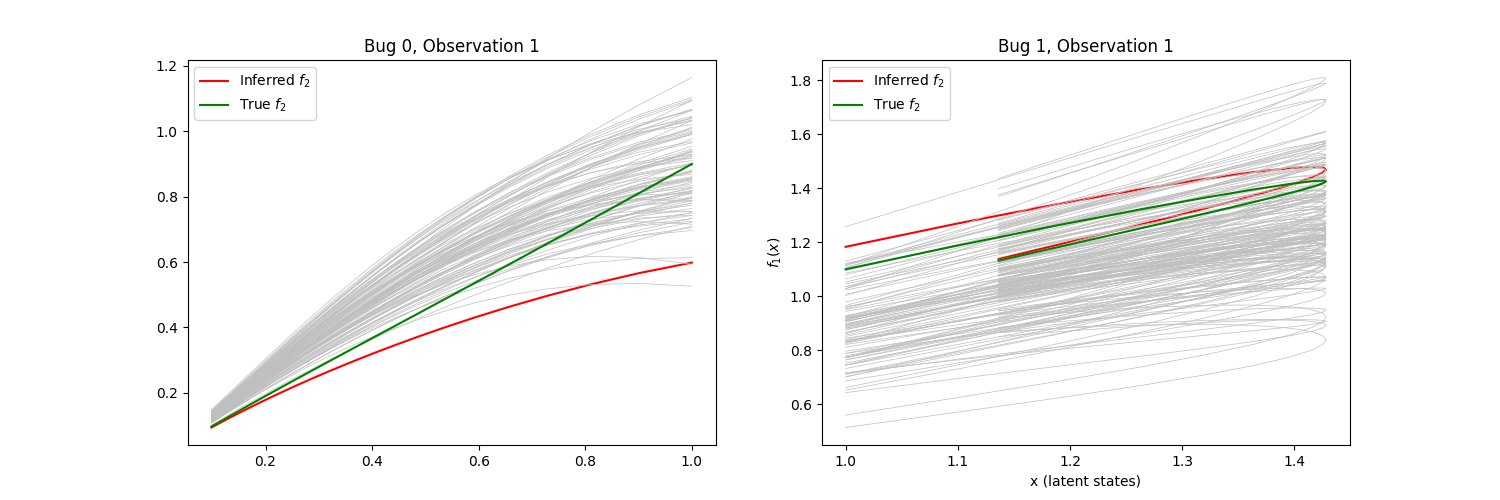 Bug 0, Observation 1
Inferred f₂
True f₂
1.2
1.0
0.8
0.6
0.4
0.2
0.2 0.4 0.6 0.8 1.0
Bug 1, Observation 1
Inferred f₂
True f₂
f₁(x)
1.8
1.6
1.4
1.2
1.0
0.8
0.6
1.0 1.1 1.2 1.3 1.4
x (latent states)